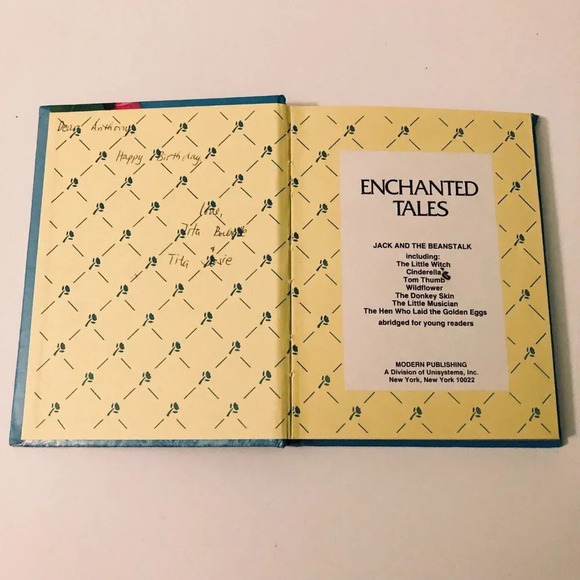 Dear Anthony
Happy Birthday
Love,
Tita
+
Tita
ENCHANTED
TALES
JACK AND THE BEANSTALK
including:
The Little Witch
Cinderella
Tom Thumb
Wildflower
The Donkey Skin
The Little Musician
The Hen Who Laid the Golden Eggs
abridged for young readers
MODERN PUBLISHING
A Division of Unisystems, Inc.
New York, New York 10022